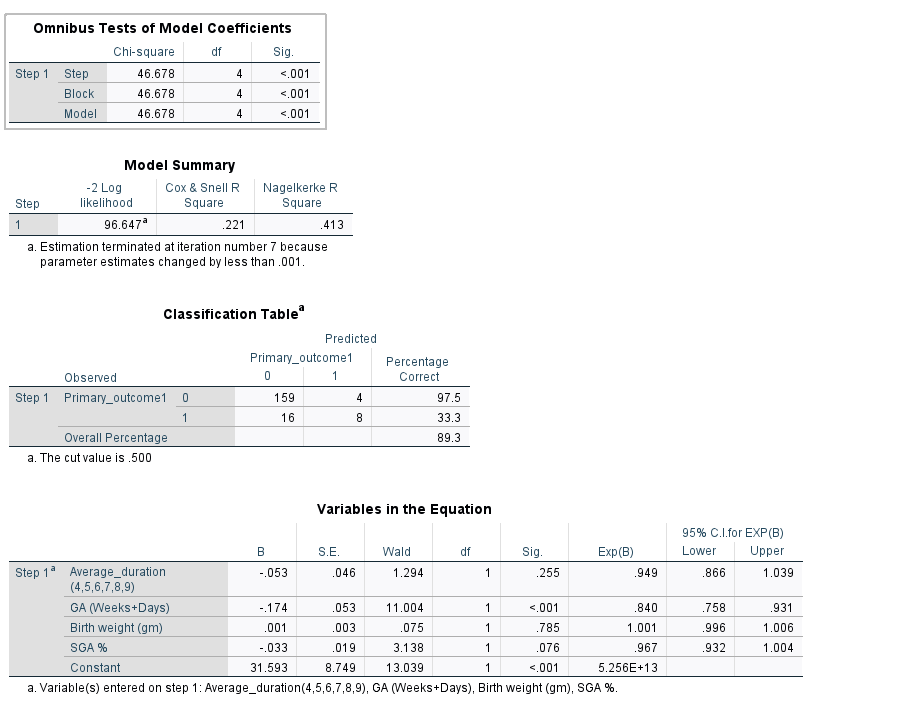 Omnibus Tests of Model Coefficients
Chi-square df Sig.
Step 1 Step 46.678 4 <.001
Block 46.678 4 <.001
Model 46.678 4 <.001
Model Summary
-2 Log Cox & Snell R Nagelkerke R
Step likelihood Square Square
1 96.647a .221 .413
a. Estimation terminated at iteration number 7 because
parameter estimates changed by less than .001.
Classification Tablea
Predicted
Primary_outcome1 Percentage
Observed 0 1 Correct
Step 1 Primary_outcome1 0 159 4 97.5
1 16 8 33.3
Overall Percentage 89.3
a. The cut value is .500
Variables in the Equation
95% C.I.for EXP(B)
B S.E. Wald df Sig. Exp(B) Lower Upper
Step 1a Average_duration -.053 .046 1.294 1 .255 .949 .866 1.039
(4,5,6,7,8,9)
GA (Weeks+Days) -.174 .053 11.004 1 <.001 .840 .758 .931
Birth weight (gm) .001 .003 .075 1 .785 1.001 .996 1.006
SGA % -.033 .019 3.138 1 .076 .967 .932 1.004
Constant 31.593 8.749 13.039 1 <.001 5.256E+13
a. Variable(s) entered on step 1: Average_duration(4,5,6,7,8,9), GA (Weeks+Days), Birth weight (gm), SGA %.